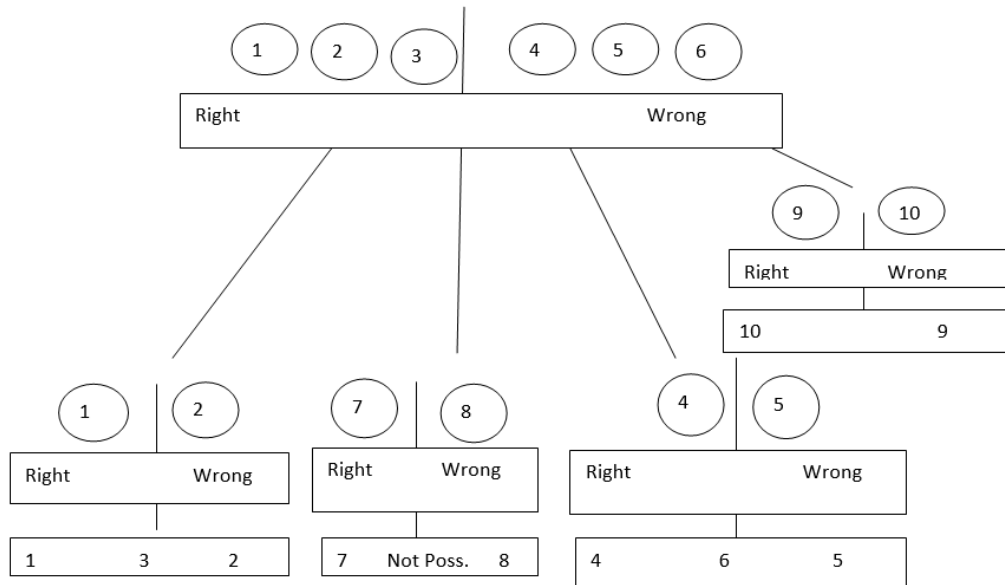 1 2 3 4 5 6
Right Wrong
9 10
Right Wrong
10 9
1 2 7 8 4 5
Right Wrong Right Wrong Right Wrong
1 3 2 7 Not Poss. 8 4 6 5